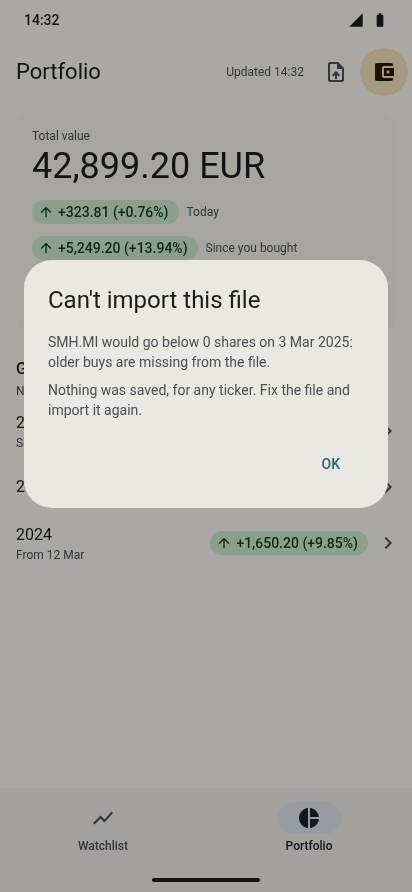 14:32
Portfolio
Updated 14:32
Total value
42,899.20 EUR
+323.81 (+0.76%) Today
+5,249.20 (+13.94%) Since you bought
Can't import this file
SMH.MI would go below 0 shares on 3 Mar 2025:
older buys are missing from the file.
Nothing was saved, for any ticker. Fix the file and
import it again.
OK
2024
+1,650.20 (+9.85%)
From 12 Mar
Watchlist
Portfolio